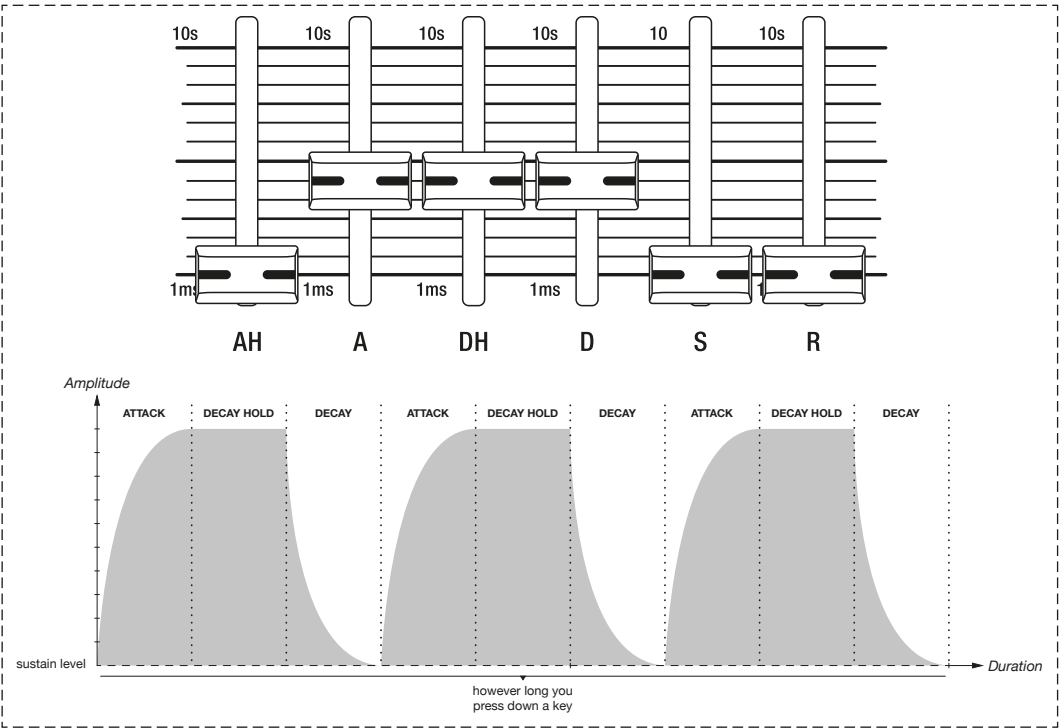 10s 10s 10s 10s 10 10s
1ms 1ms 1ms 1ms 1
AH A DH D S R
Amplitude
ATTACK DECAY HOLD DECAY ATTACK DECAY HOLD DECAY ATTACK DECAY HOLD DECAY
sustain level
Duration
however long you
press down a key